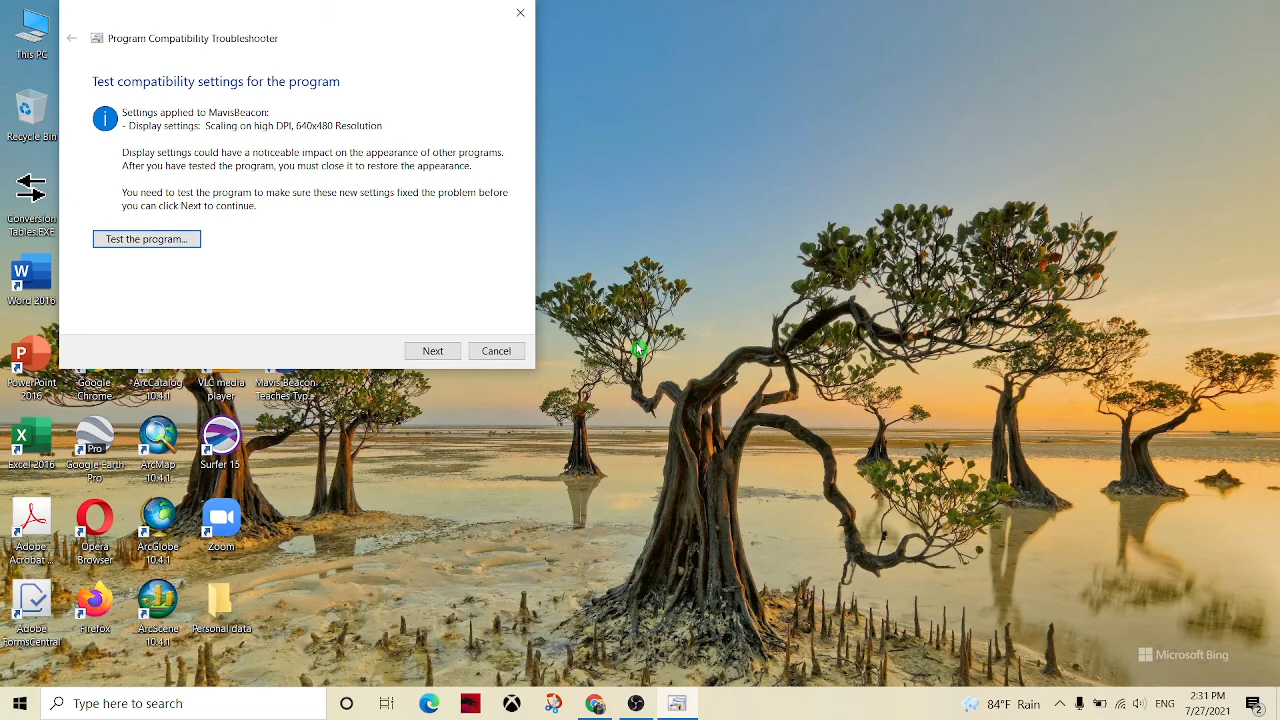 Program Compatibility Troubleshooter
Test compatibility settings for the program
i
Settings applied to MavisBeacon:
- Display settings: Scaling on high DPI, 640x480 Resolution
Display settings could have a noticeable impact on the appearance of other programs.
After you have tested the program, you must close it to restore the appearance.
You need to test the program to make sure these new settings fixed the problem before
you can click Next to continue.
Test the program...
Next
Cancel
This PC
Recycle Bin
Conversion
Tables.EXE
W
Word 2016
P
PowerPoint
2016
Google
Chrome
ArcCatalog
10.4.1
VLC media
player
Mavis Beacon
Teaches Typ...
X
Excel 2016
Pro
Google Earth
Pro
ArcMap
10.4.1
Surfer 15
Adobe
Acrobat ...
Opera
Browser
ArcGlobe
10.4.1
Zoom
Adobe
FormsCentral
Firefox
ArcScene
10.4.1
Personal data
Microsoft Bing
Type here to search
84°F Rain
ENG
2:31 PM
7/27/2021
2